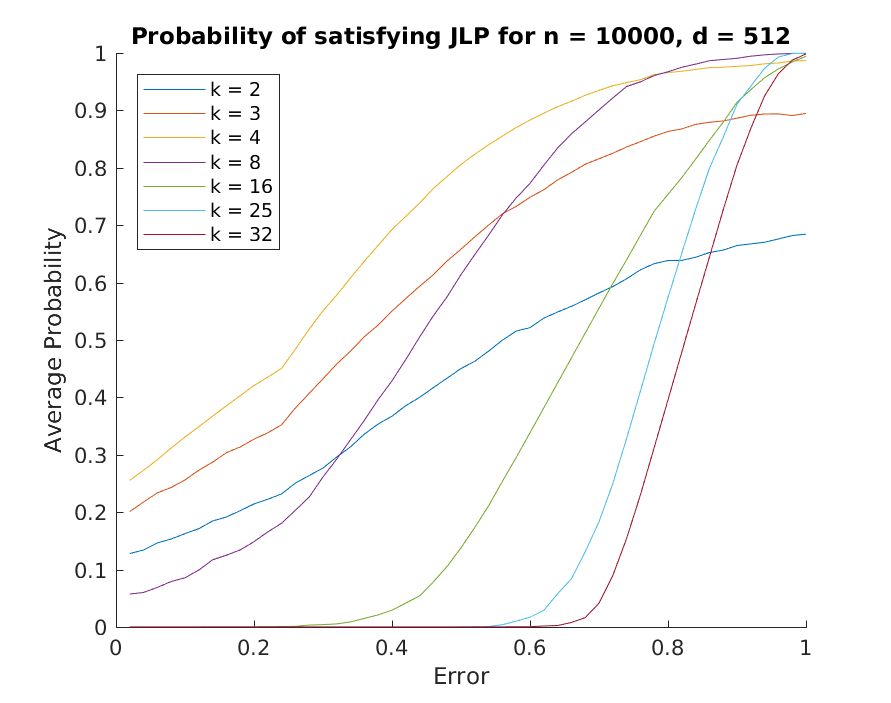 Probability of satisfying JLP for n = 10000, d = 512
1
k = 2
k = 3
k = 4
k = 8
k = 16
k = 25
k = 32
0.9
0.8
0.7
0.6
0.5
0.4
0.3
0.2
0.1
0
Average Probability
0
0.2
0.4
0.6
0.8
1
Error